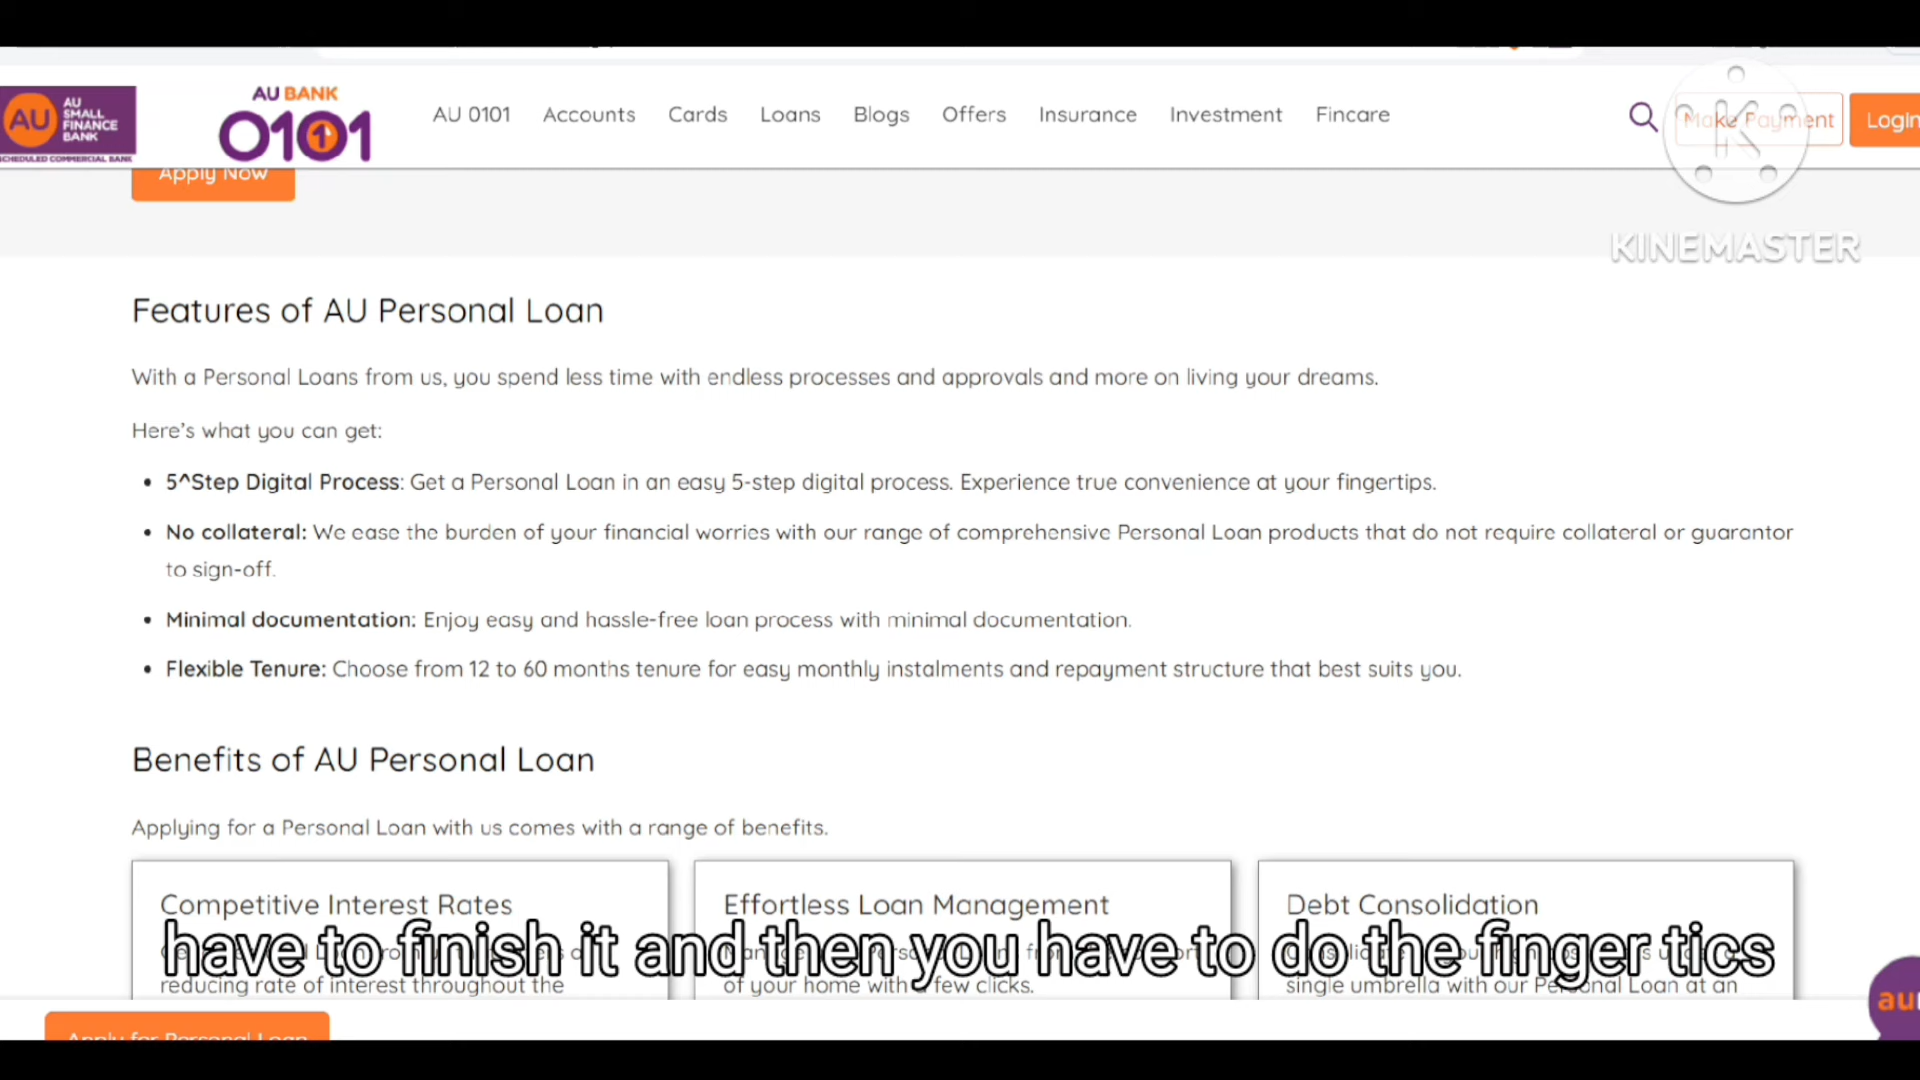 AU
AU
SMALL
FINANCE
BANK
SCHEDULED COMMERCIAL BANK
AU BANK
0101
AU 0101
Accounts
Cards
Loans
Blogs
Offers
Insurance
Investment
Fincare
Make Payment
Login
K
KINEMASTER
Apply Now
Features of AU Personal Loan
With a Personal Loans from us, you spend less time with endless processes and approvals and more on living your dreams.
Here's what you can get:
• 5^Step Digital Process: Get a Personal Loan in an easy 5-step digital process. Experience true convenience at your fingertips.
• No collateral: We ease the burden of your financial worries with our range of comprehensive Personal Loan products that do not require collateral or guarantor
to sign-off.
• Minimal documentation: Enjoy easy and hassle-free loan process with minimal documentation.
• Flexible Tenure: Choose from 12 to 60 months tenure for easy monthly instalments and repayment structure that best suits you.
Benefits of AU Personal Loan
Applying for a Personal Loan with us comes with a range of benefits.
Competitive Interest Rates
reducing rate of interest throughout the
Effortless Loan Management
of your home with a few clicks.
Debt Consolidation
single umbrella with our Personal Loan at an
have to finish it and then you have to do the finger tics
Apply for Personal Loan
au